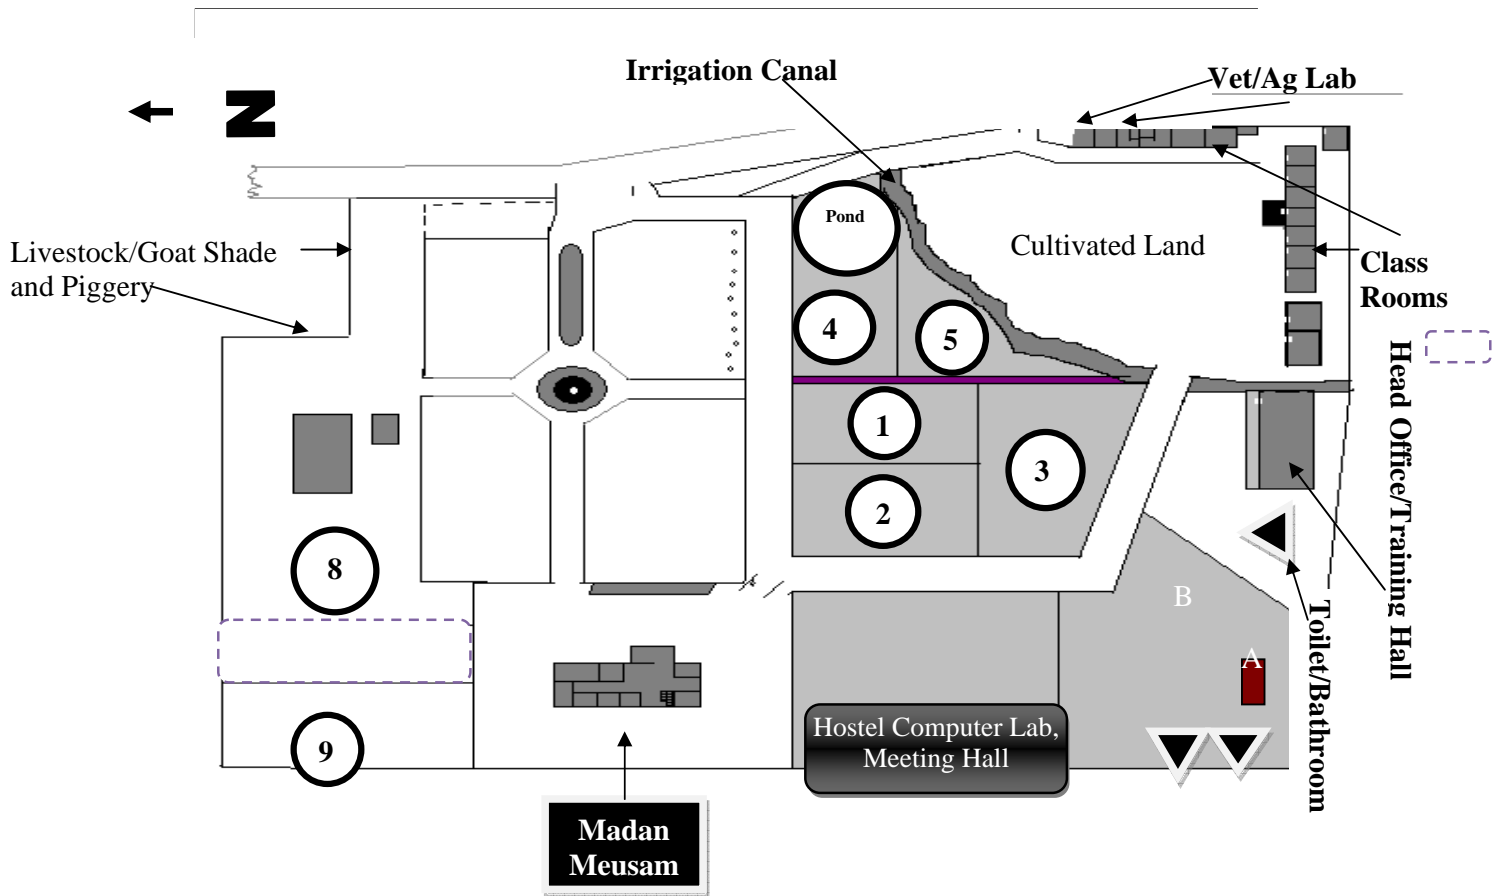 Irrigation Canal
Vet/Ag Lab
N
Pond
Livestock/Goat Shade
and Piggery
Cultivated Land
Class
Rooms
4
5
Head Office/Training Hall
1
3
2
8
B
Toilet/Bathroom
A
9
Hostel Computer Lab,
Meeting Hall
Madan
Meusam